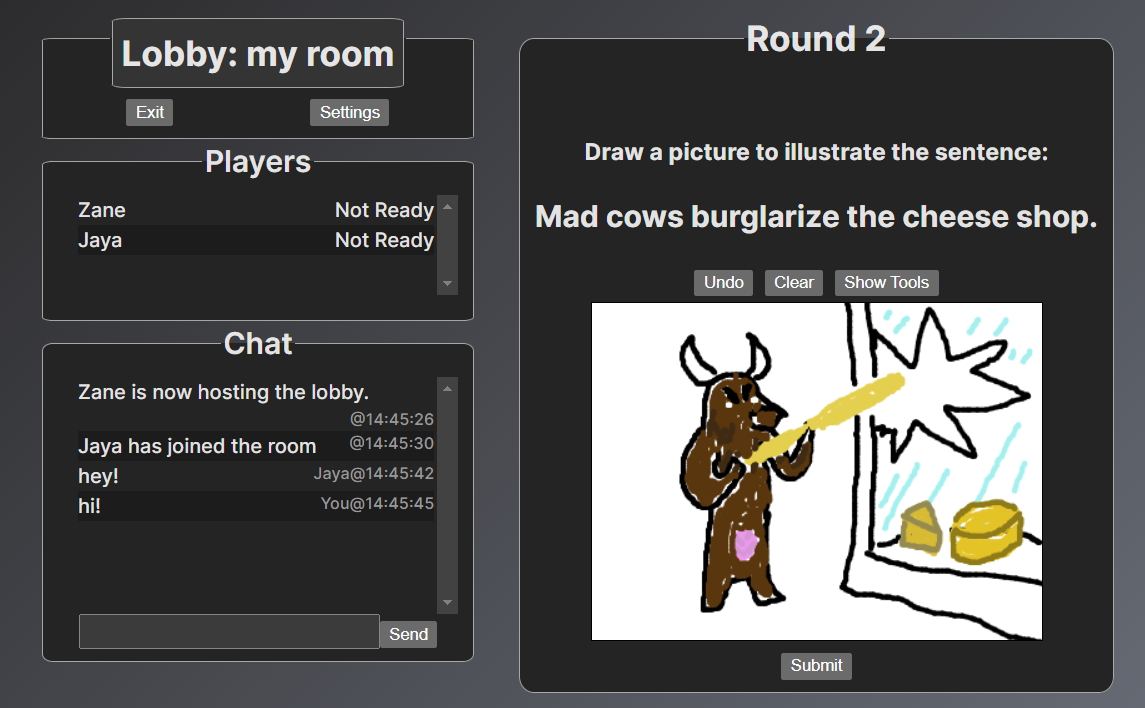 Lobby: my room
Exit Settings
Players
Zane Not Ready
Jaya Not Ready
Chat
Zane is now hosting the lobby.
@14:45:26
Jaya has joined the room @14:45:30
hey! Jaya@14:45:42
hi! You@14:45:45
Send
Round 2
Draw a picture to illustrate the sentence:
Mad cows burglarize the cheese shop.
Undo Clear Show Tools
Submit